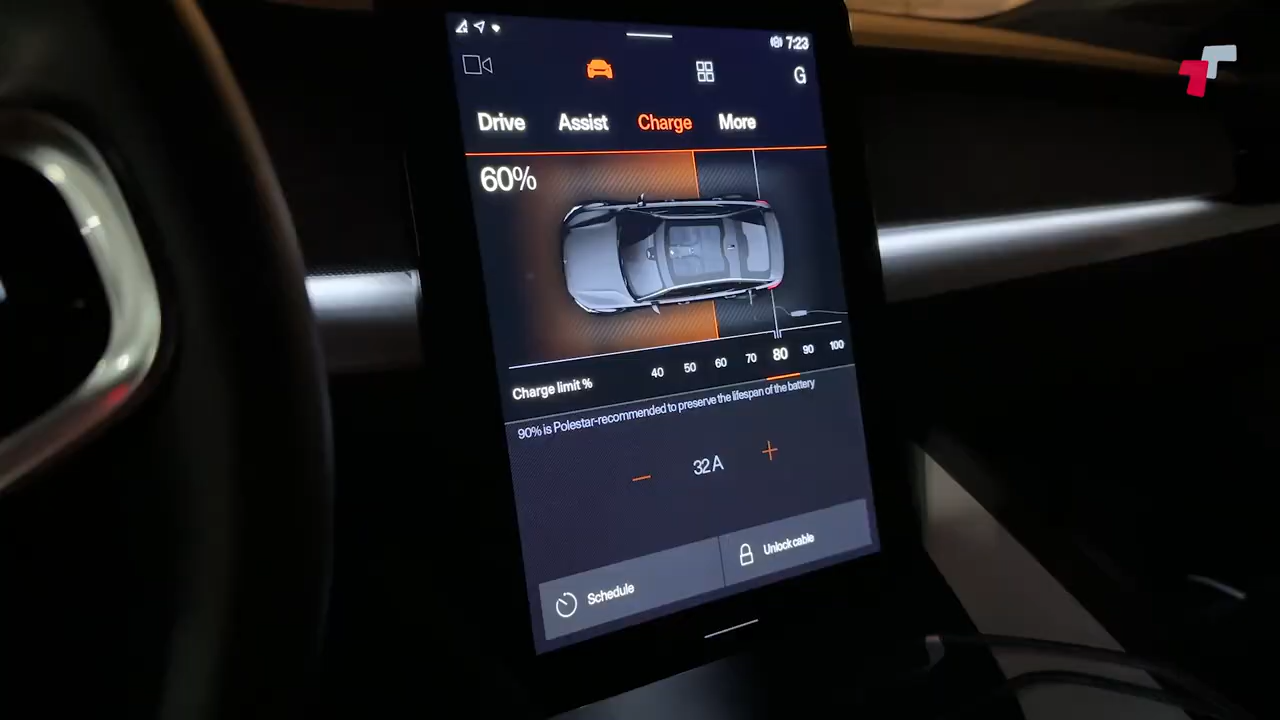 7:23
G
Drive Assist Charge More
60%
Charge limit % 40 50 60 70 80 90 100
90% is Polestar-recommended to preserve the lifespan of the battery
32 A
Schedule
Unlock cable